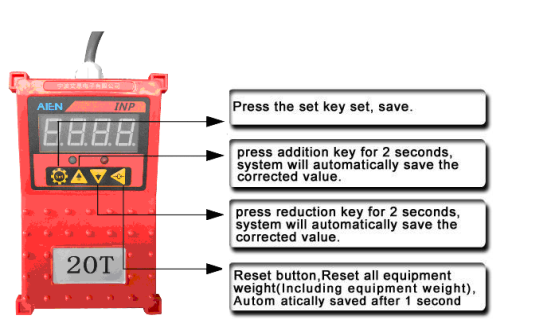 AIEN
INP
8.8.8.8.
Set
20T
Press the set key set, save.
press addition key for 2 seconds,
system will automatically save the
corrected value.
press reduction key for 2 seconds,
system will automatically save the
corrected value.
Reset button,Reset all equipment
weight(Including equipment weight),
Autom atically saved after 1 second